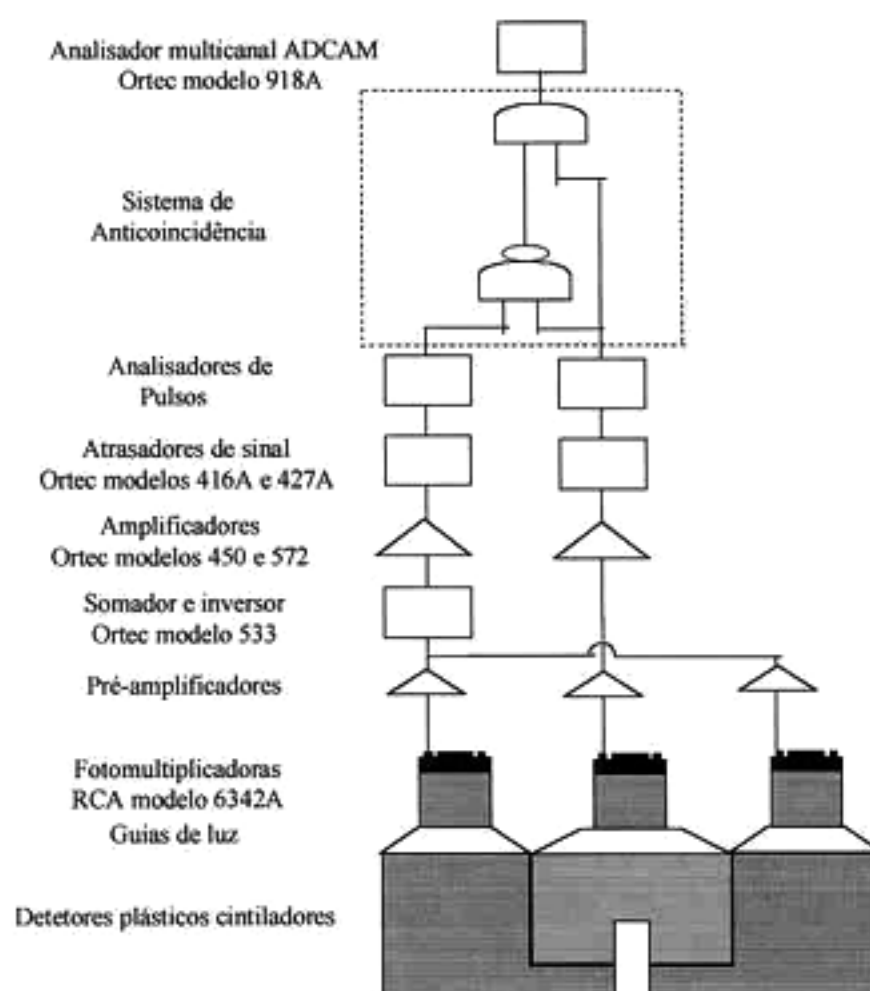 Analisador multicanal ADCAM
Ortec modelo 918A
Sistema de
Anticoincidência
Analisadores de
Pulsos
Atrasadores de sinal
Ortec modelos 416A e 427A
Amplificadores
Ortec modelos 450 e 572
Somador e inversor
Ortec modelo 533
Pré-amplificadores
Fotomultiplicadoras
RCA modelo 6342A
Guias de luz
Detetores plásticos cintiladores